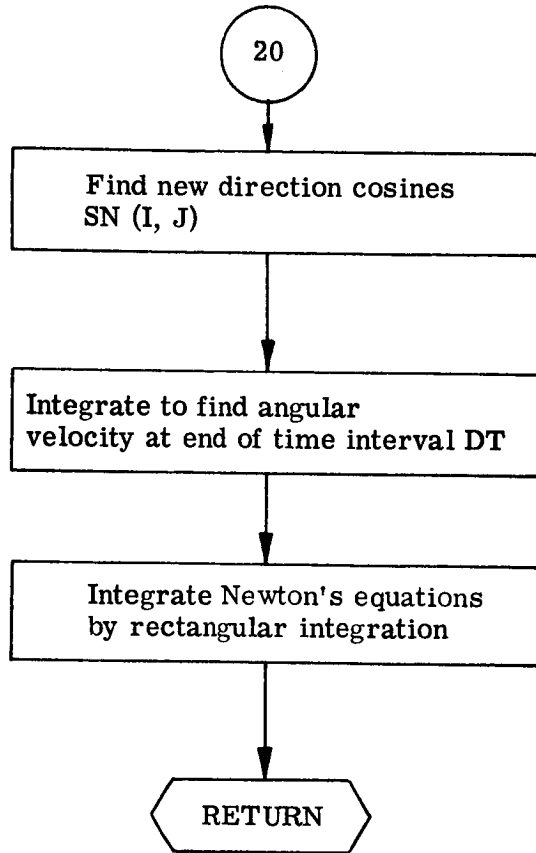 20
Find new direction cosines
SN (I, J)
Integrate to find angular
velocity at end of time interval DT
Integrate Newton's equations
by rectangular integration
RETURN